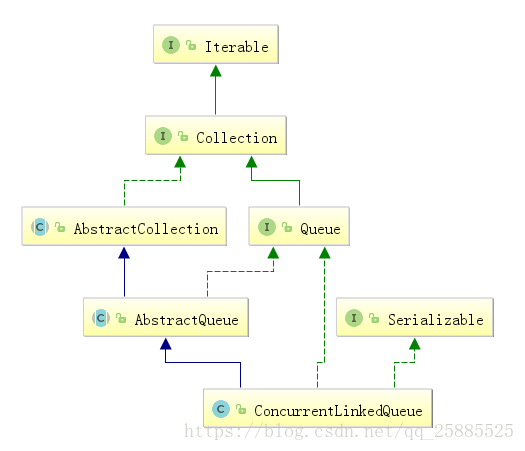 I Iterable
I Collection
C AbstractCollection
I Queue
C AbstractQueue
I Serializable
C ConcurrentLinkedQueue
https://blog.csdn.net/qq_25885525